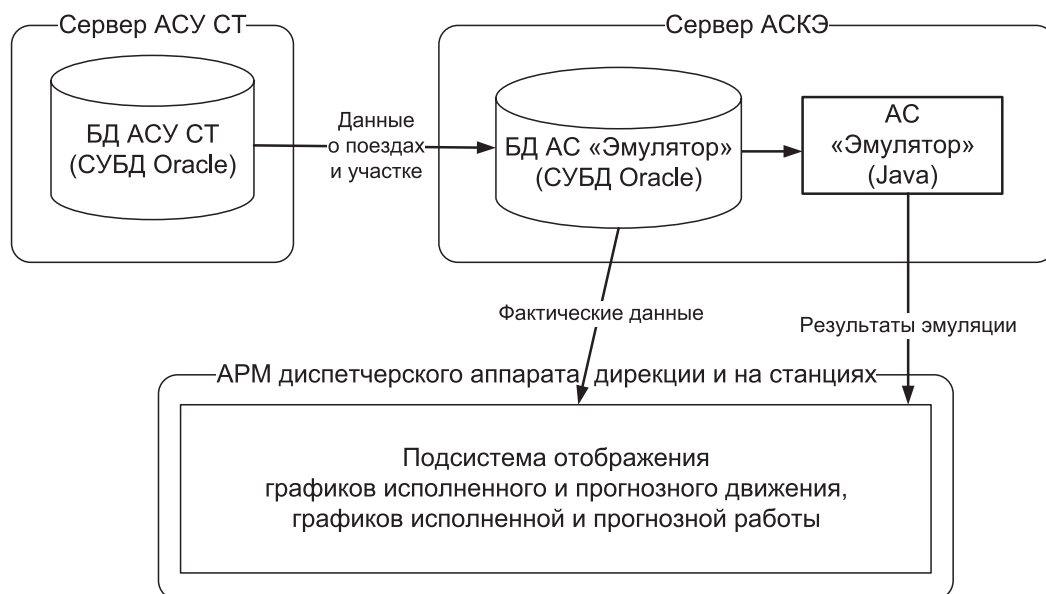 Сервер АСУ СТ
Сервер АСКЭ
БД АСУ СТ
(СУБД Oracle)
Данные
о поездах
и участке
БД АС «Эмулятор»
(СУБД Oracle)
АС
«Эмулятор»
(Java)
Фактические данные
Результаты эмуляции
АРМ диспетчерского аппарата, дирекции и на станциях
Подсистема отображения
графиков исполненного и прогнозного движения,
графиков исполненной и прогнозной работы